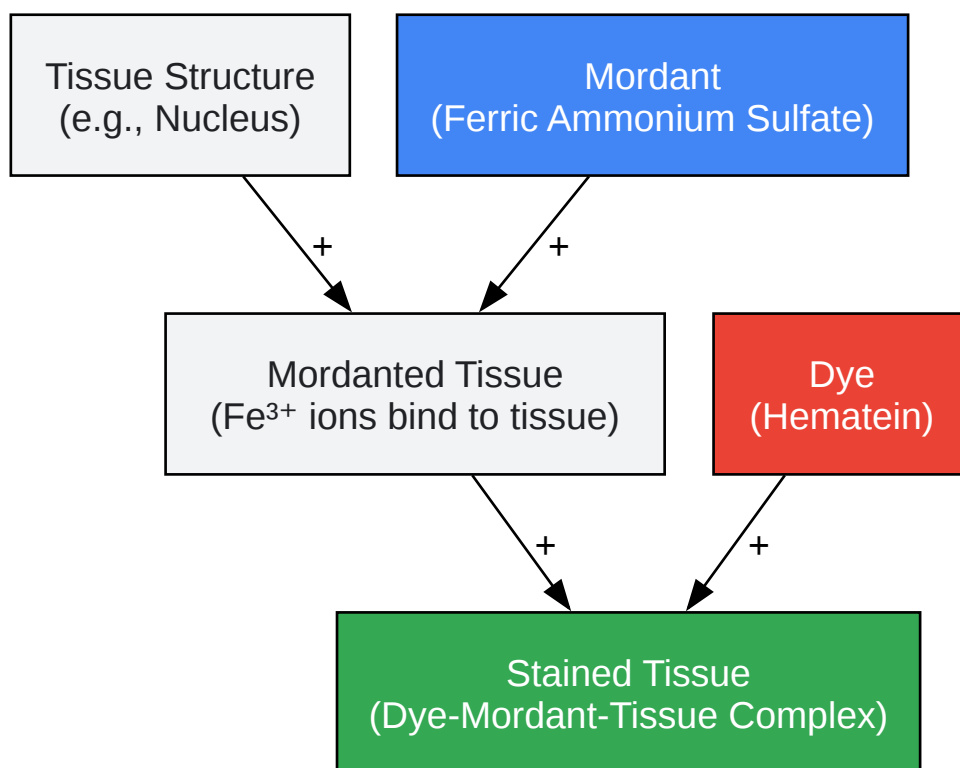 Tissue Structure
(e.g., Nucleus)
Mordant
(Ferric Ammonium Sulfate)
+
+
Mordanted Tissue
(Fe³⁺ ions bind to tissue)
Dye
(Hematein)
+
+
Stained Tissue
(Dye-Mordant-Tissue Complex)